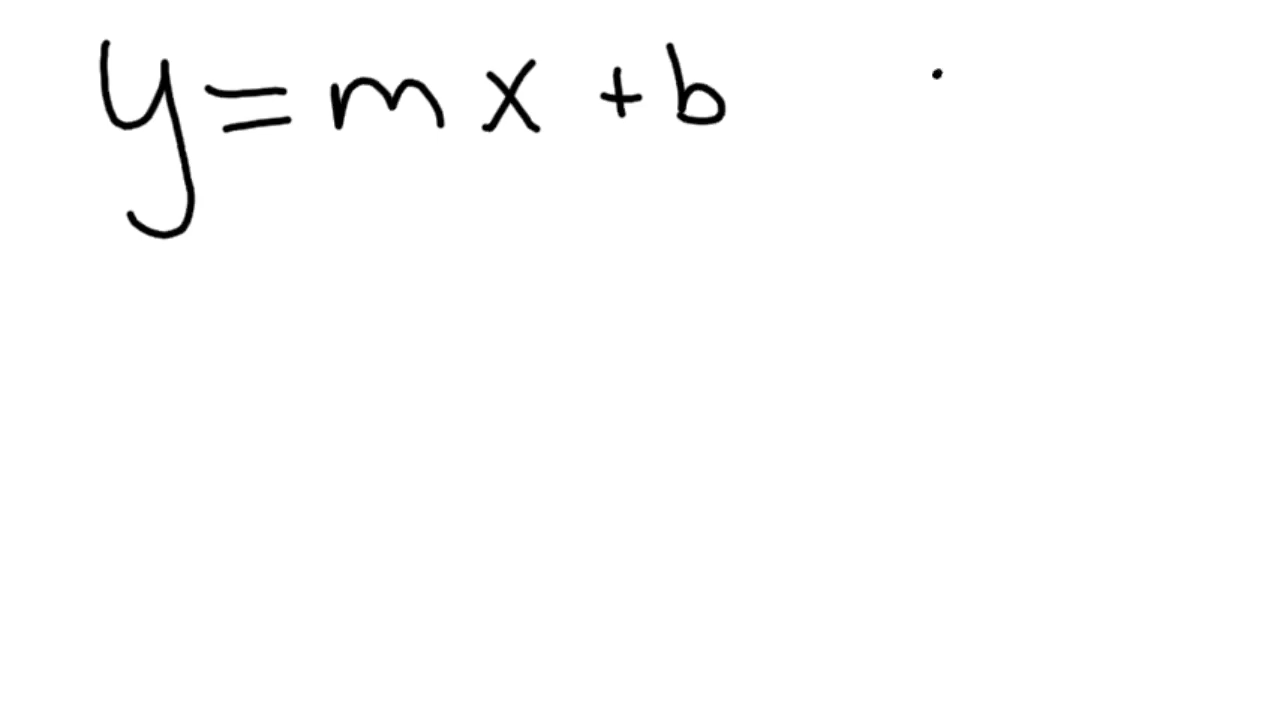 y = mx + b